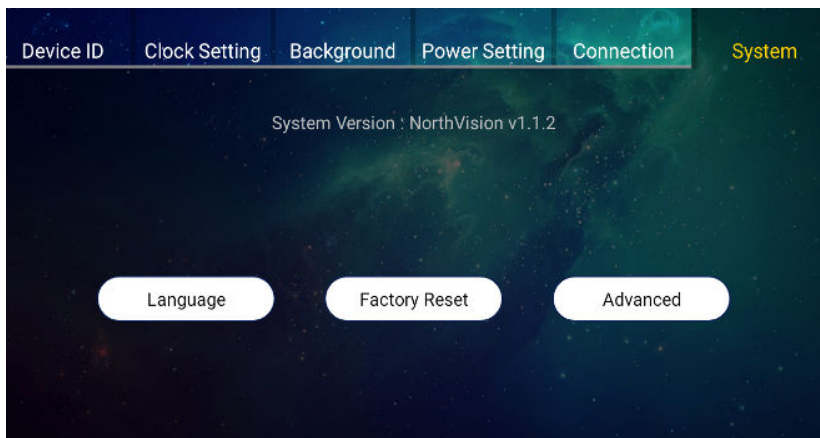 Device ID Clock Setting Background Power Setting Connection System
System Version : NorthVision v1.1.2
Language Factory Reset Advanced